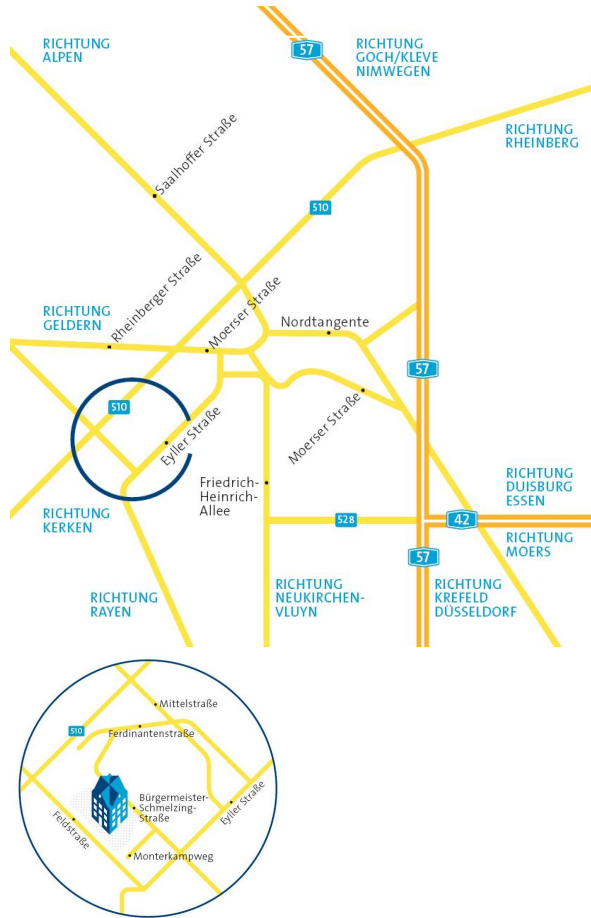 RICHTUNG
ALPEN
57
RICHTUNG
GOCH/KLEVE
NIMWEGEN
RICHTUNG
RHEINBERG
Saalhoffer Straße
510
Rheinberger Straße
Moerser Straße
RICHTUNG
GELDERN
Nordtangente
57
510
Eyller Straße
Moerser Straße
Friedrich-
Heinrich-
Allee
RICHTUNG
DUISBURG
ESSEN
RICHTUNG
KERKEN
528
42
RICHTUNG
MOERS
57
RICHTUNG
RAYEN
RICHTUNG
NEUKIRCHEN-
VLUYN
RICHTUNG
KREFELD
DÜSSELDORF
Mittelstraße
510
Ferdinantenstraße
Bürgermeister-
Schmelzing-
Straße
Eyller Straße
Feldstraße
Monterkampweg